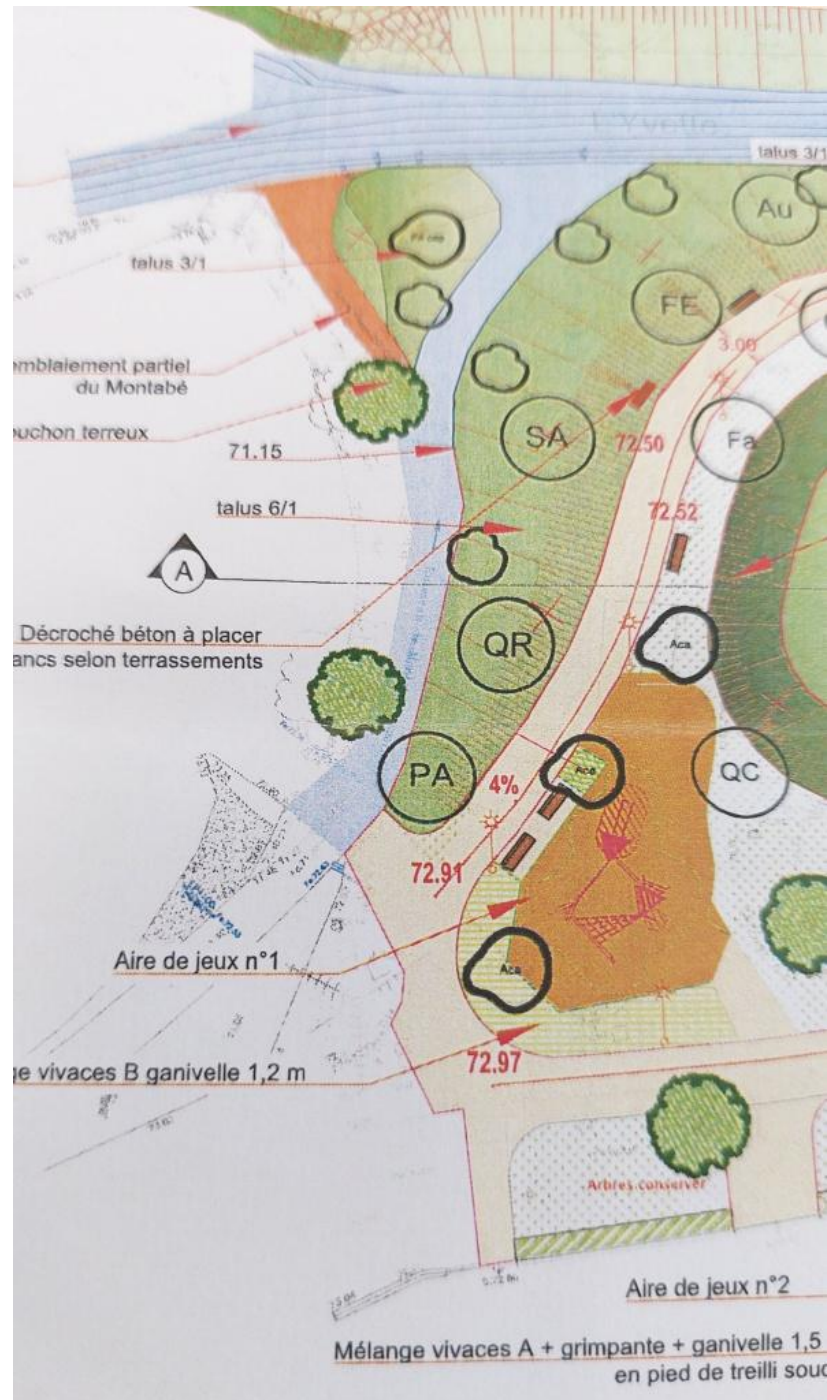 L'Yvette
talus 3/1
Au
talus 3/1
FE
3.00
emblaiement partiel
du Montabé
ouchon terreux
71.15
SA
72.50
Fa
talus 6/1
72.52
A
Décroché béton à placer
ancs selon terrassements
QR
Aca
PA
4%
Aca
QC
72.91
Aire de jeux n°1
Aca
ge vivaces B ganivelle 1,2 m
72.97
Arbres conserver
Aire de jeux n°2
Mélange vivaces A + grimpante + ganivelle 1,5
en pied de treilli soud